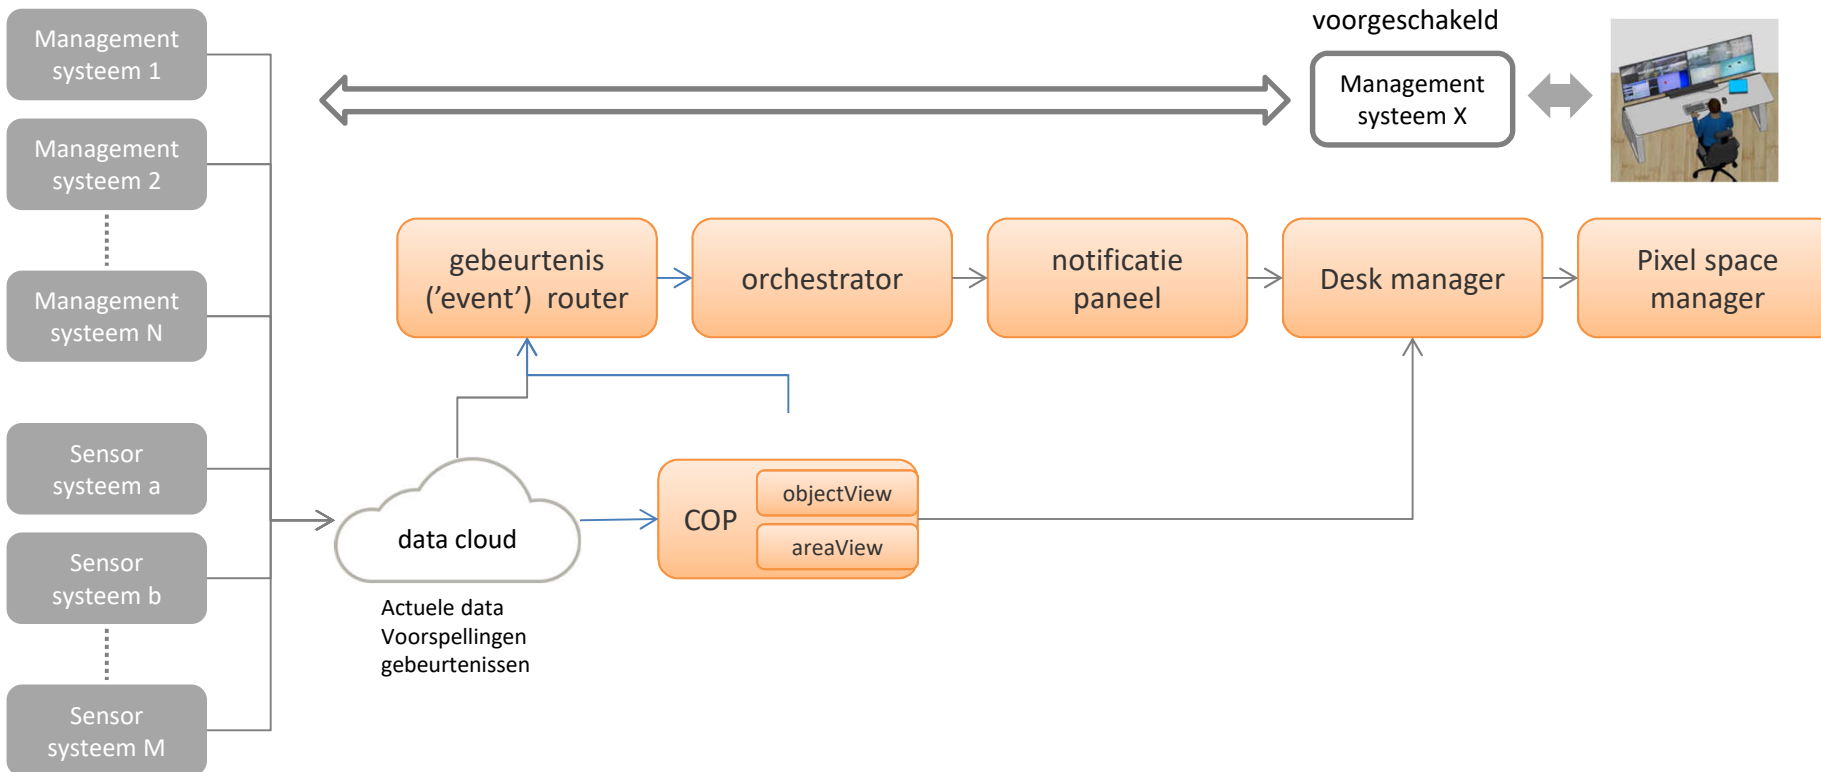 voorgeschakeld
Management
systeem 1
Management
systeem X
Management
systeem 2
gebeurtenis
('event') router
orchestrator
notificatie
paneel
Desk manager
Pixel space
manager
Management
systeem N
Sensor
systeem a
COP
objectView
areaView
data cloud
Sensor
systeem b
Actuele data
Voorspellingen
gebeurtenissen
Sensor
systeem M